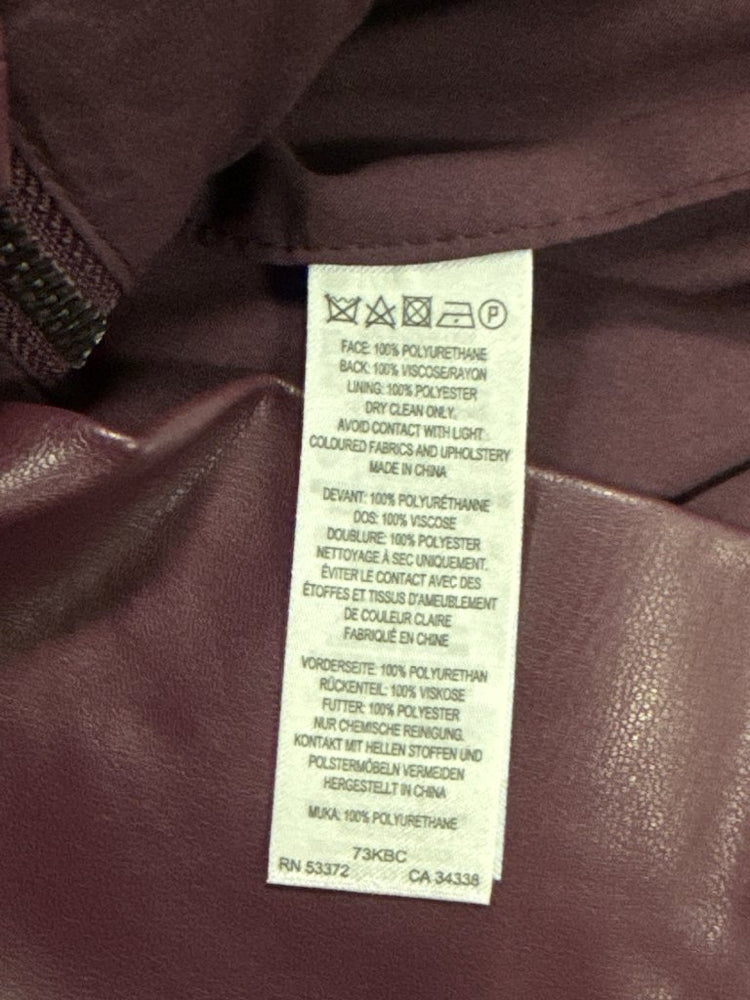 P
FACE: 100% POLYURETHANE
BACK: 100% VISCOSE/RAYON
LINING: 100% POLYESTER
DRY CLEAN ONLY.
AVOID CONTACT WITH LIGHT
COLOURED FABRICS AND UPHOLSTERY
MADE IN CHINA
DEVANT: 100% POLYURÉTHANNE
DOS: 100% VISCOSE
DOUBLURE: 100% POLYESTER
NETTOYAGE À SEC UNIQUEMENT.
ÉVITER LE CONTACT AVEC DES
ÉTOFFES ET TISSUS D'AMEUBLEMENT
DE COULEUR CLAIRE
FABRIQUÉ EN CHINE
VORDERSEITE: 100% POLYURETHAN
RÜCKENTEIL: 100% VISKOSE
FUTTER: 100% POLYESTER
NUR CHEMISCHE REINIGUNG.
KONTAKT MIT HELLEN STOFFEN UND
POLSTERMÖBELN VERMEIDEN
HERGESTELLT IN CHINA
MUKA: 100% POLYURETHANE
73KBC
RN 53372 CA 34338